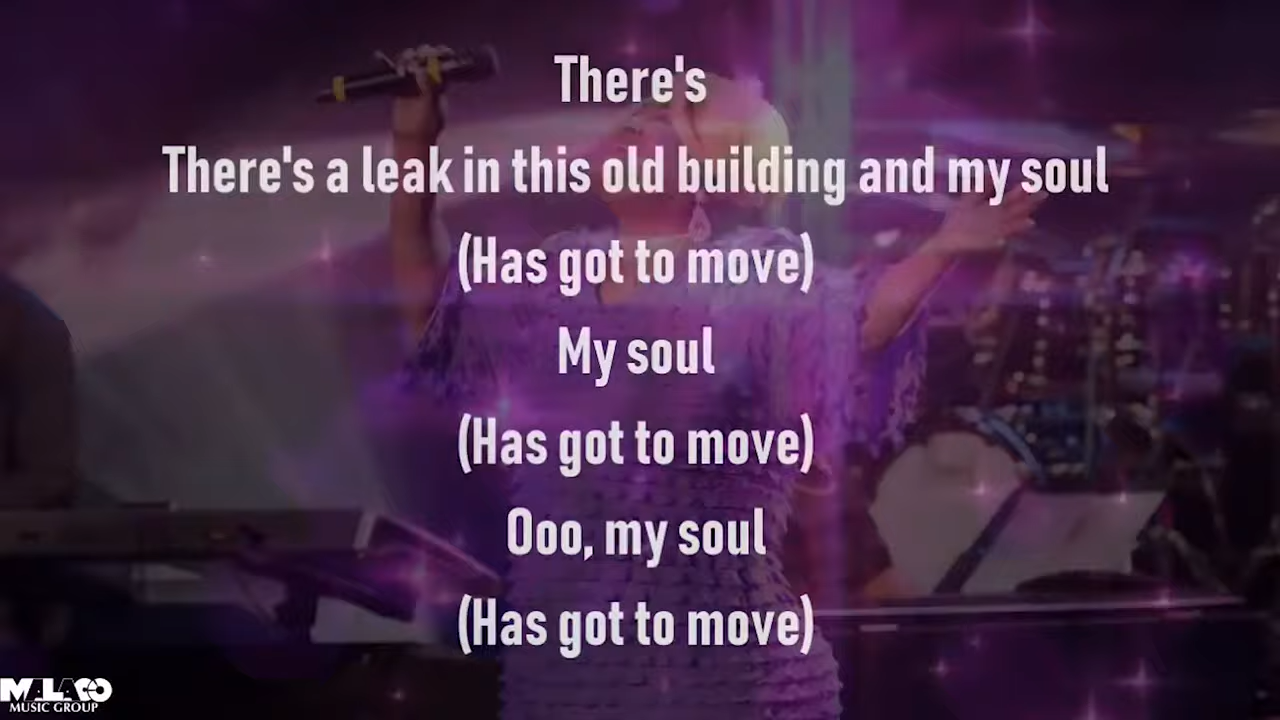 There's
There's a leak in this old building and my soul
(Has got to move)
My soul
(Has got to move)
Ooo, my soul
(Has got to move)
MALACO
MUSIC GROUP